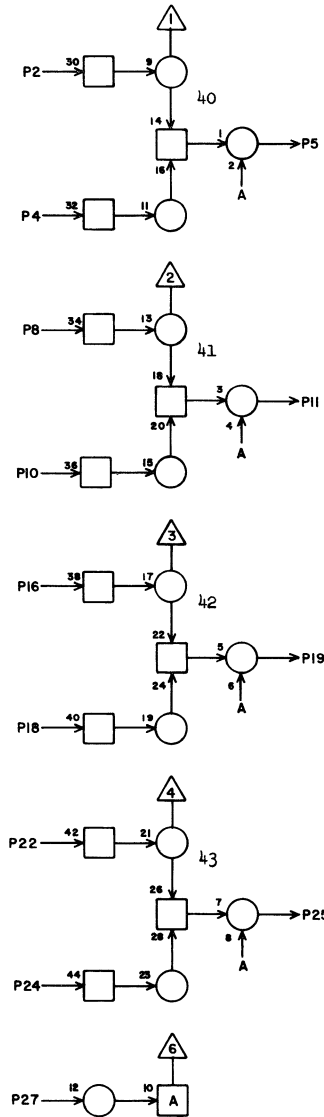 1
P2 30 9
40
14 1 P5
16 2
P4 32 11 A
2
P8 34 13
41
18 3 P11
20 4
P10 36 15 A
3
P16 38 17
42
22 5 P19
24 6
P18 40 19 A
4
P22 42 21
43
26 7 P25
28 8
P24 44 23 A
6
P27 12 10 A